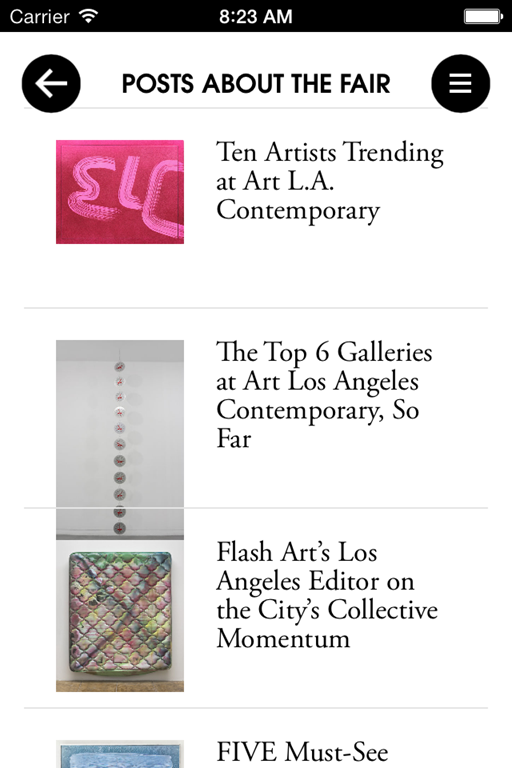 Carrier 8:23 AM
POSTS ABOUT THE FAIR
Ten Artists Trending
at Art L.A.
Contemporary
The Top 6 Galleries
at Art Los Angeles
Contemporary, So
Far
Flash Art’s Los
Angeles Editor on
the City’s Collective
Momentum
FIVE Must-See